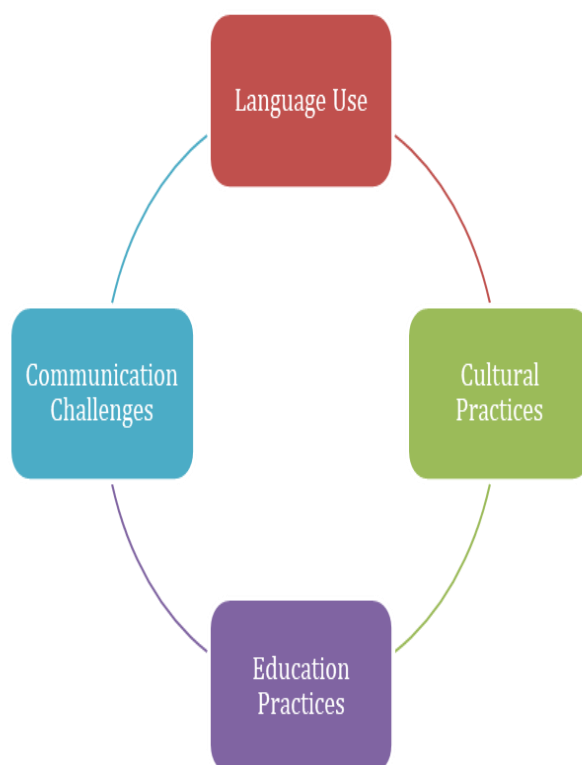 Language Use
Cultural
Practices
Education
Practices
Communication
Challenges